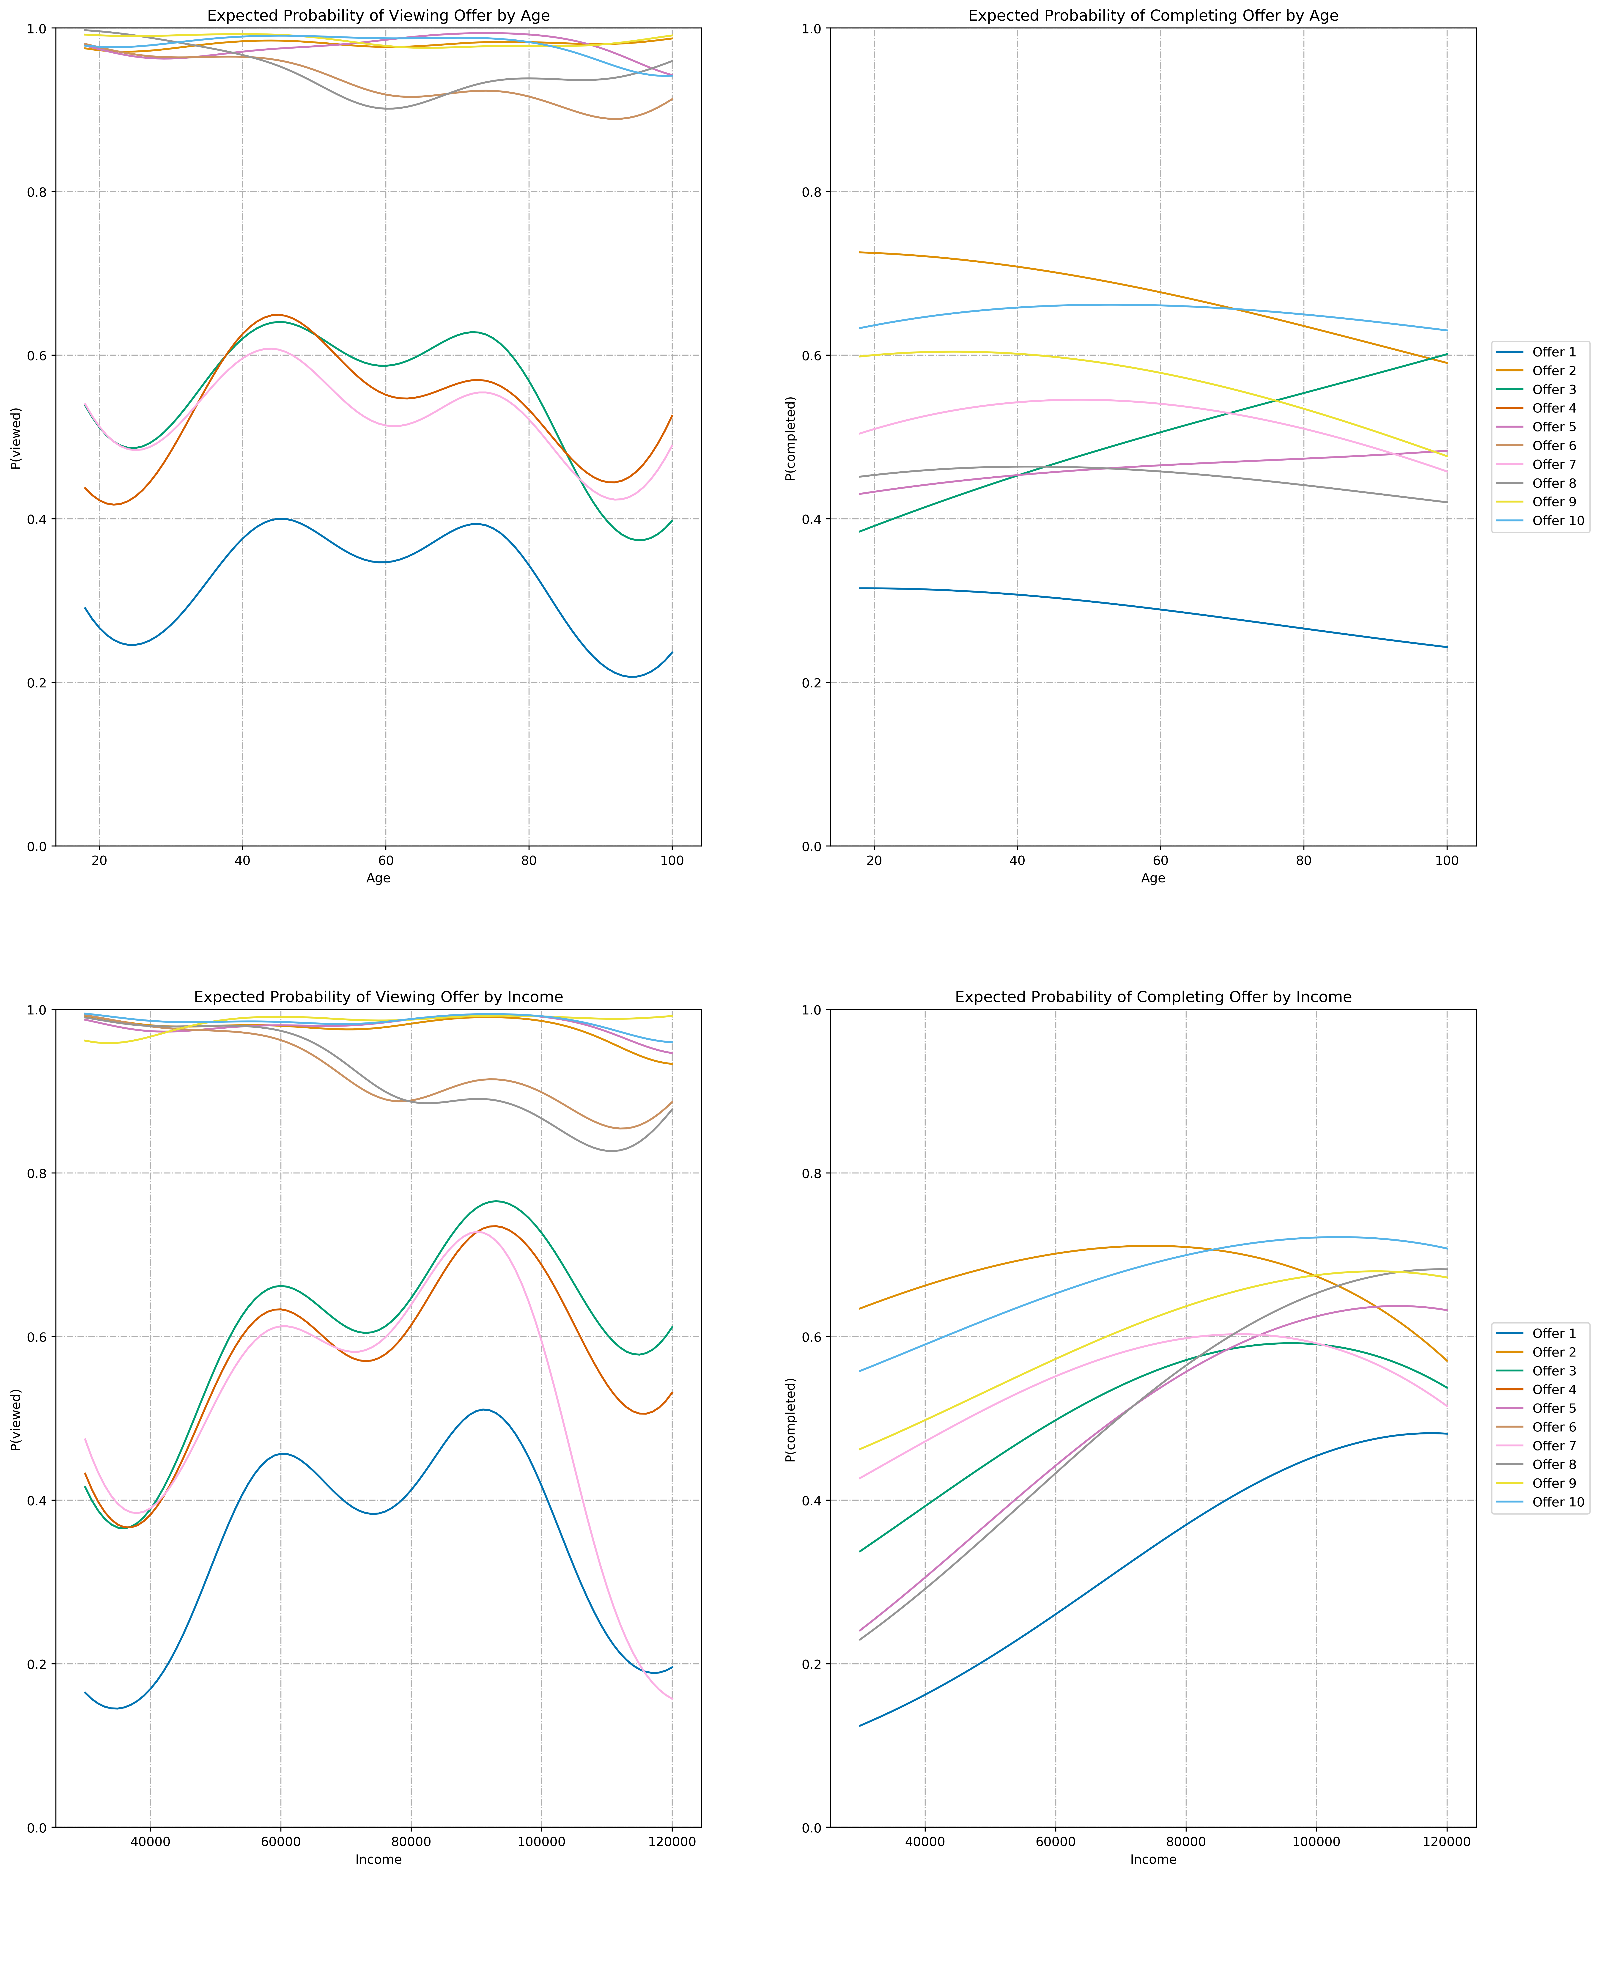 Expected Probability of Viewing Offer by Age
P(viewed)
1.0
0.8
0.6
0.4
0.2
0.0
20 40 60 80 100
Age
Expected Probability of Completing Offer by Age
P(completed)
1.0
0.8
0.6
0.4
0.2
0.0
20 40 60 80 100
Age
Offer 1
Offer 2
Offer 3
Offer 4
Offer 5
Offer 6
Offer 7
Offer 8
Offer 9
Offer 10
Expected Probability of Viewing Offer by Income
P(viewed)
1.0
0.8
0.6
0.4
0.2
0.0
40000 60000 80000 100000 120000
Income
Expected Probability of Completing Offer by Income
P(completed)
1.0
0.8
0.6
0.4
0.2
0.0
40000 60000 80000 100000 120000
Income
Offer 1
Offer 2
Offer 3
Offer 4
Offer 5
Offer 6
Offer 7
Offer 8
Offer 9
Offer 10